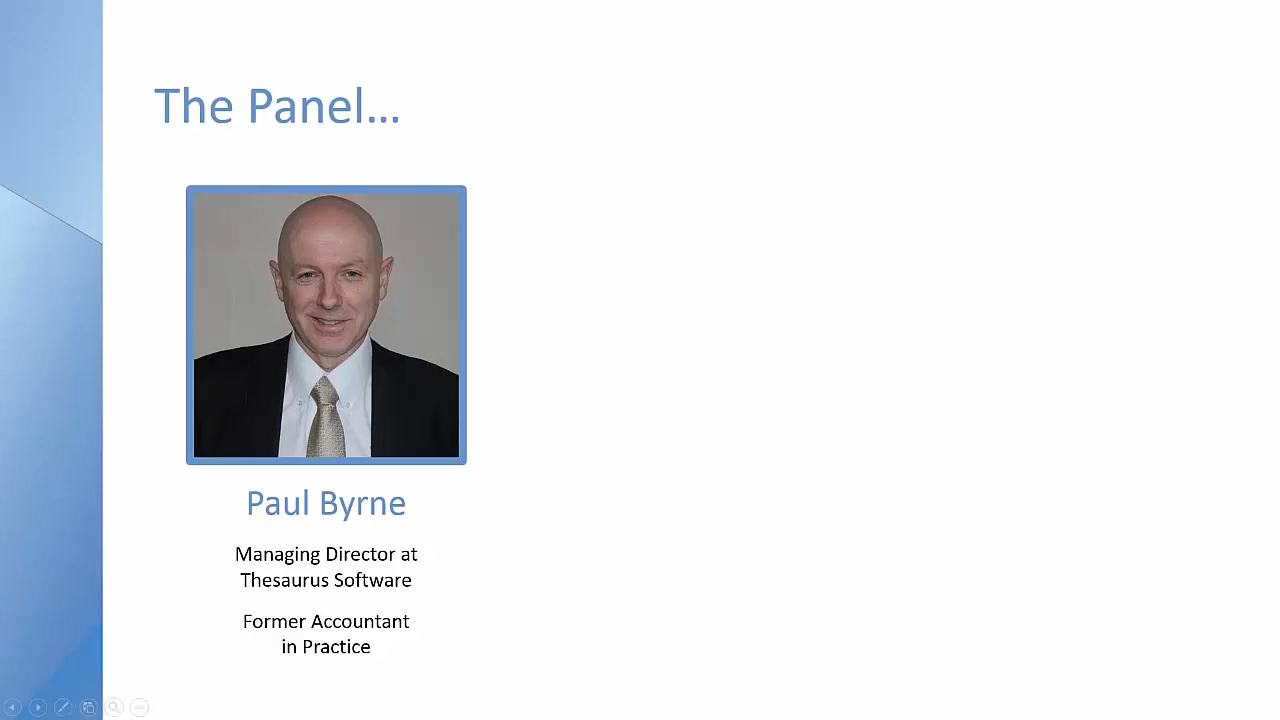 The Panel...
Paul Byrne
Managing Director at
Thesaurus Software
Former Accountant
in Practice